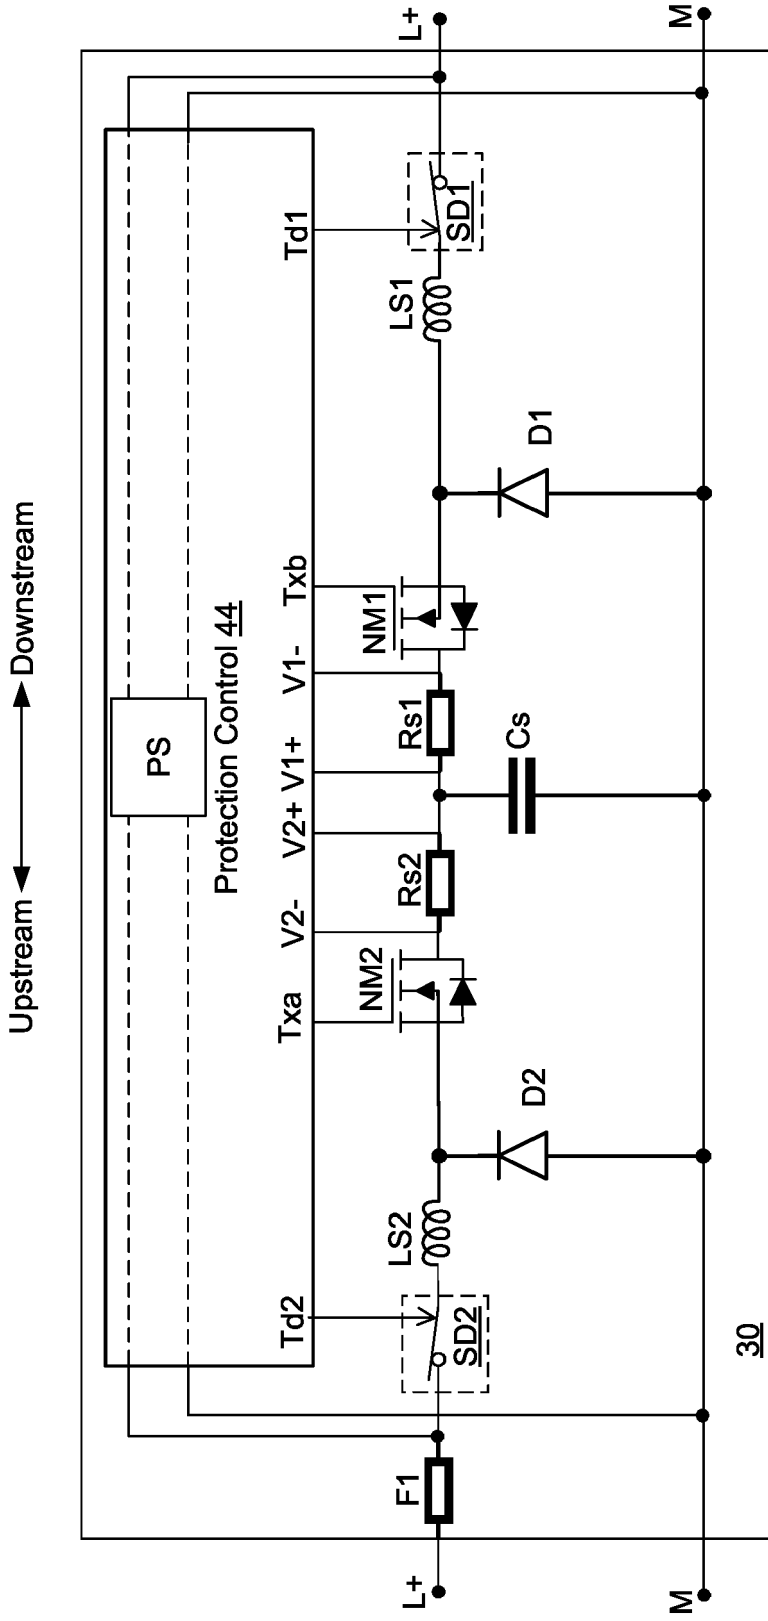 Upstream Downstream
PS
Protection Control 44
Td2 Txa V2- V2+ V1+ V1- Txb Td1
L+ F1 SD2 LS2 NM2 Rs2 Rs1 NM1 LS1 SD1 L+
D2 Cs D1
M M
30